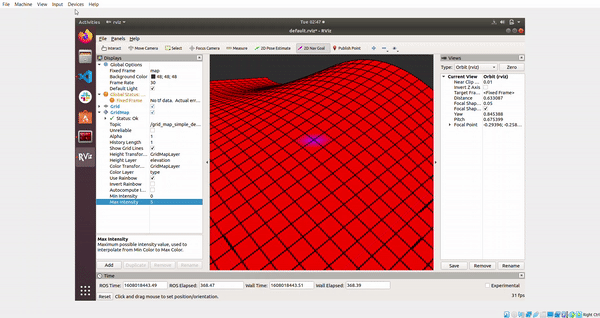 File Machine View Input Devices Help
Activities rviz Tue 02:47
default.rviz* - RViz
File Panels Help
Interact Move Camera Select Focus Camera Measure 2D Pose Estimate 2D Nav Goal Publish Point
Displays
Global Options
Fixed Frame map
Background Color 48; 48; 48
Frame Rate 30
Default Light
Global Status: ...
Fixed Frame No tf data. Actual err...
Grid
GridMap
Status: Ok
Topic /grid_map_simple_de...
Unreliable
Alpha 1
History Length 1
Show Grid Lines
Height Transfor... GridMapLayer
Height Layer elevation
Color Transfor... GridMapLayer
Color Layer type
Use Rainbow
Invert Rainbow
Autocompute I...
Min Intensity 0
Max Intensity 5
Max Intensity
Maximum possible intensity value, used to
interpolate from Min Color to Max Color.
Add Duplicate Remove Rename
Views
Type: Orbit (rviz) Zero
Current View Orbit (rviz)
Near Clip ... 0.01
Invert Z Axis
Target Fra... <Fixed Frame>
Distance 0.633087
Focal Shap... 0.05
Focal Shap...
Yaw 0.845368
Pitch 0.675399
Focal Point -0.29396; -0.258...
Save Remove Rename
Time
ROS Time: 1608018443.49 ROS Elapsed: 368.47 Wall Time: 1608018443.51 Wall Elapsed: 368.39 Experimental
Reset Click and drag mouse to set position/orientation. 31 fps
Right Ctrl